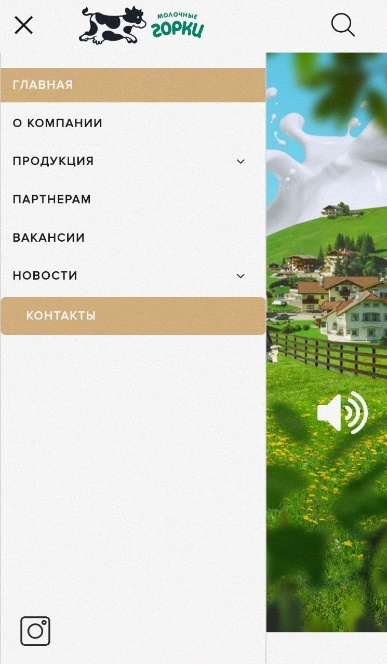 МОЛОЧНЫЕ
ГОРКИ
ГЛАВНАЯ
О КОМПАНИИ
ПРОДУКЦИЯ
ПАРТНЕРАМ
ВАКАНСИИ
НОВОСТИ
КОНТАКТЫ